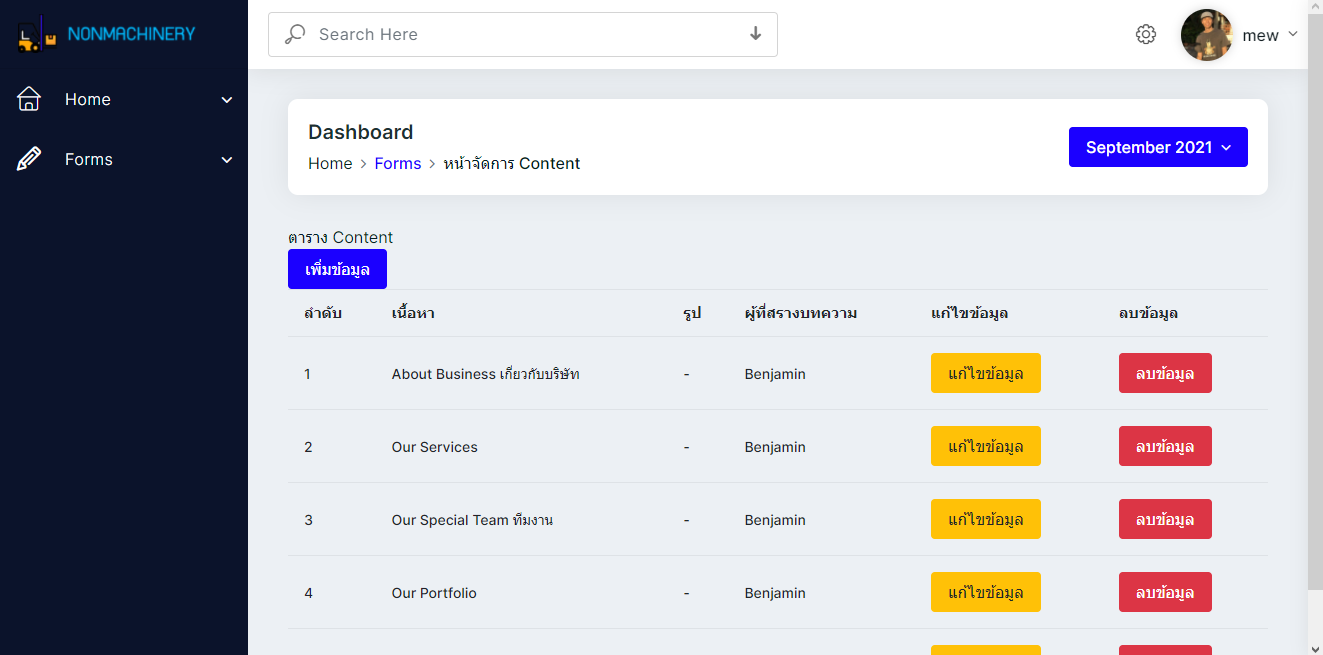 NONMACHINERY
Search Here
mew
Home
Forms
Dashboard
Home > Forms > หน้าจัดการ Content
September 2021
ตาราง Content
เพิ่มข้อมูล
ลำดับ เนื้อหา รูป ผู้ที่สรางบทความ แก้ไขข้อมูล ลบข้อมูล
1 About Business เกี่ยวกับบริษัท - Benjamin แก้ไขข้อมูล ลบข้อมูล
2 Our Services - Benjamin แก้ไขข้อมูล ลบข้อมูล
3 Our Special Team ทีมงาน - Benjamin แก้ไขข้อมูล ลบข้อมูล
4 Our Portfolio - Benjamin แก้ไขข้อมูล ลบข้อมูล